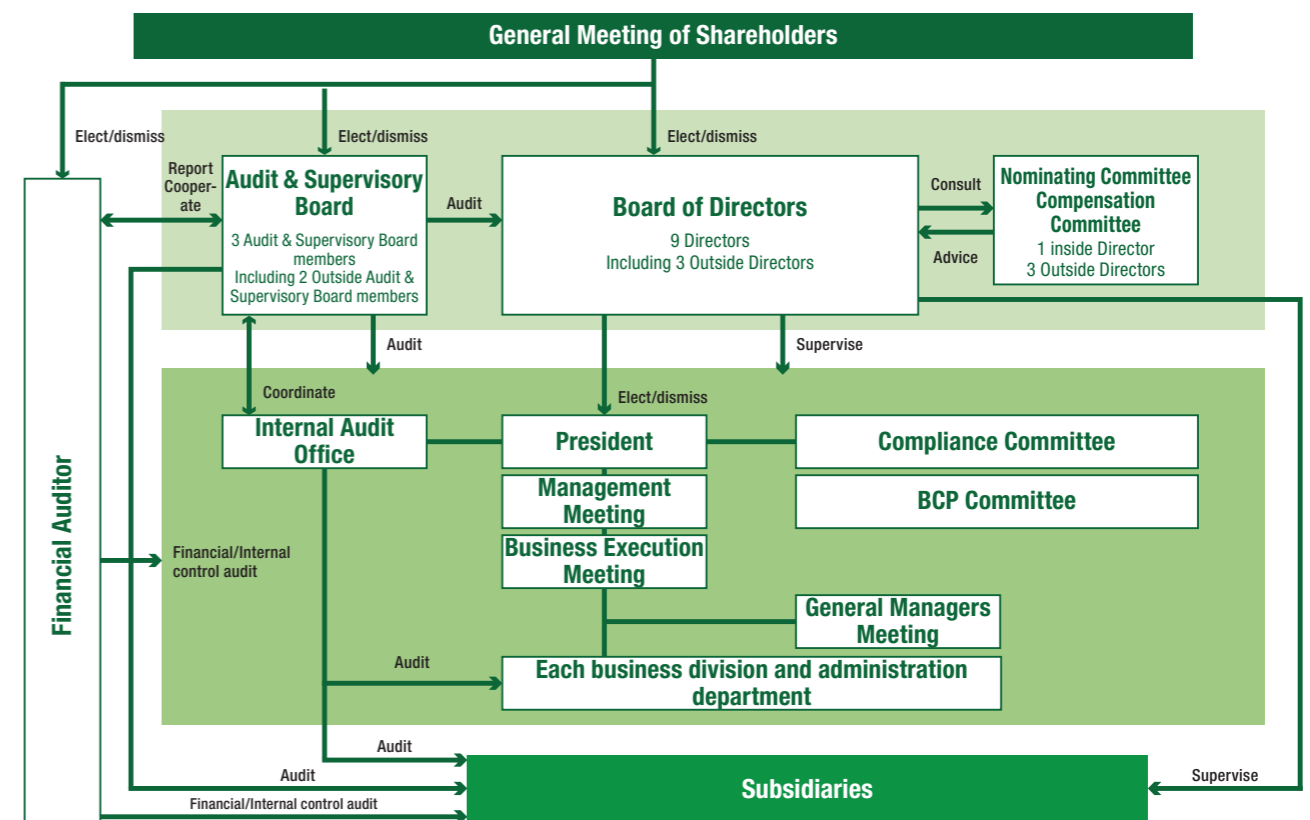 General Meeting of Shareholders
Elect/dismiss
Elect/dismiss
Elect/dismiss
Report
Cooper-
ate
Audit & Supervisory
Board
3 Audit & Supervisory Board
members
Including 2 Outside Audit &
Supervisory Board members
Audit
Board of Directors
9 Directors
Including 3 Outside Directors
Consult
Advice
Nominating Committee
Compensation
Committee
1 inside Director
3 Outside Directors
Audit
Supervise
Coordinate
Elect/dismiss
Internal Audit
Office
President
Compliance Committee
Management
Meeting
BCP Committee
Business Execution
Meeting
Financial Auditor
Financial/Internal
control audit
General Managers
Meeting
Audit
Each business division and administration
department
Audit
Audit
Financial/Internal control audit
Subsidiaries
Supervise